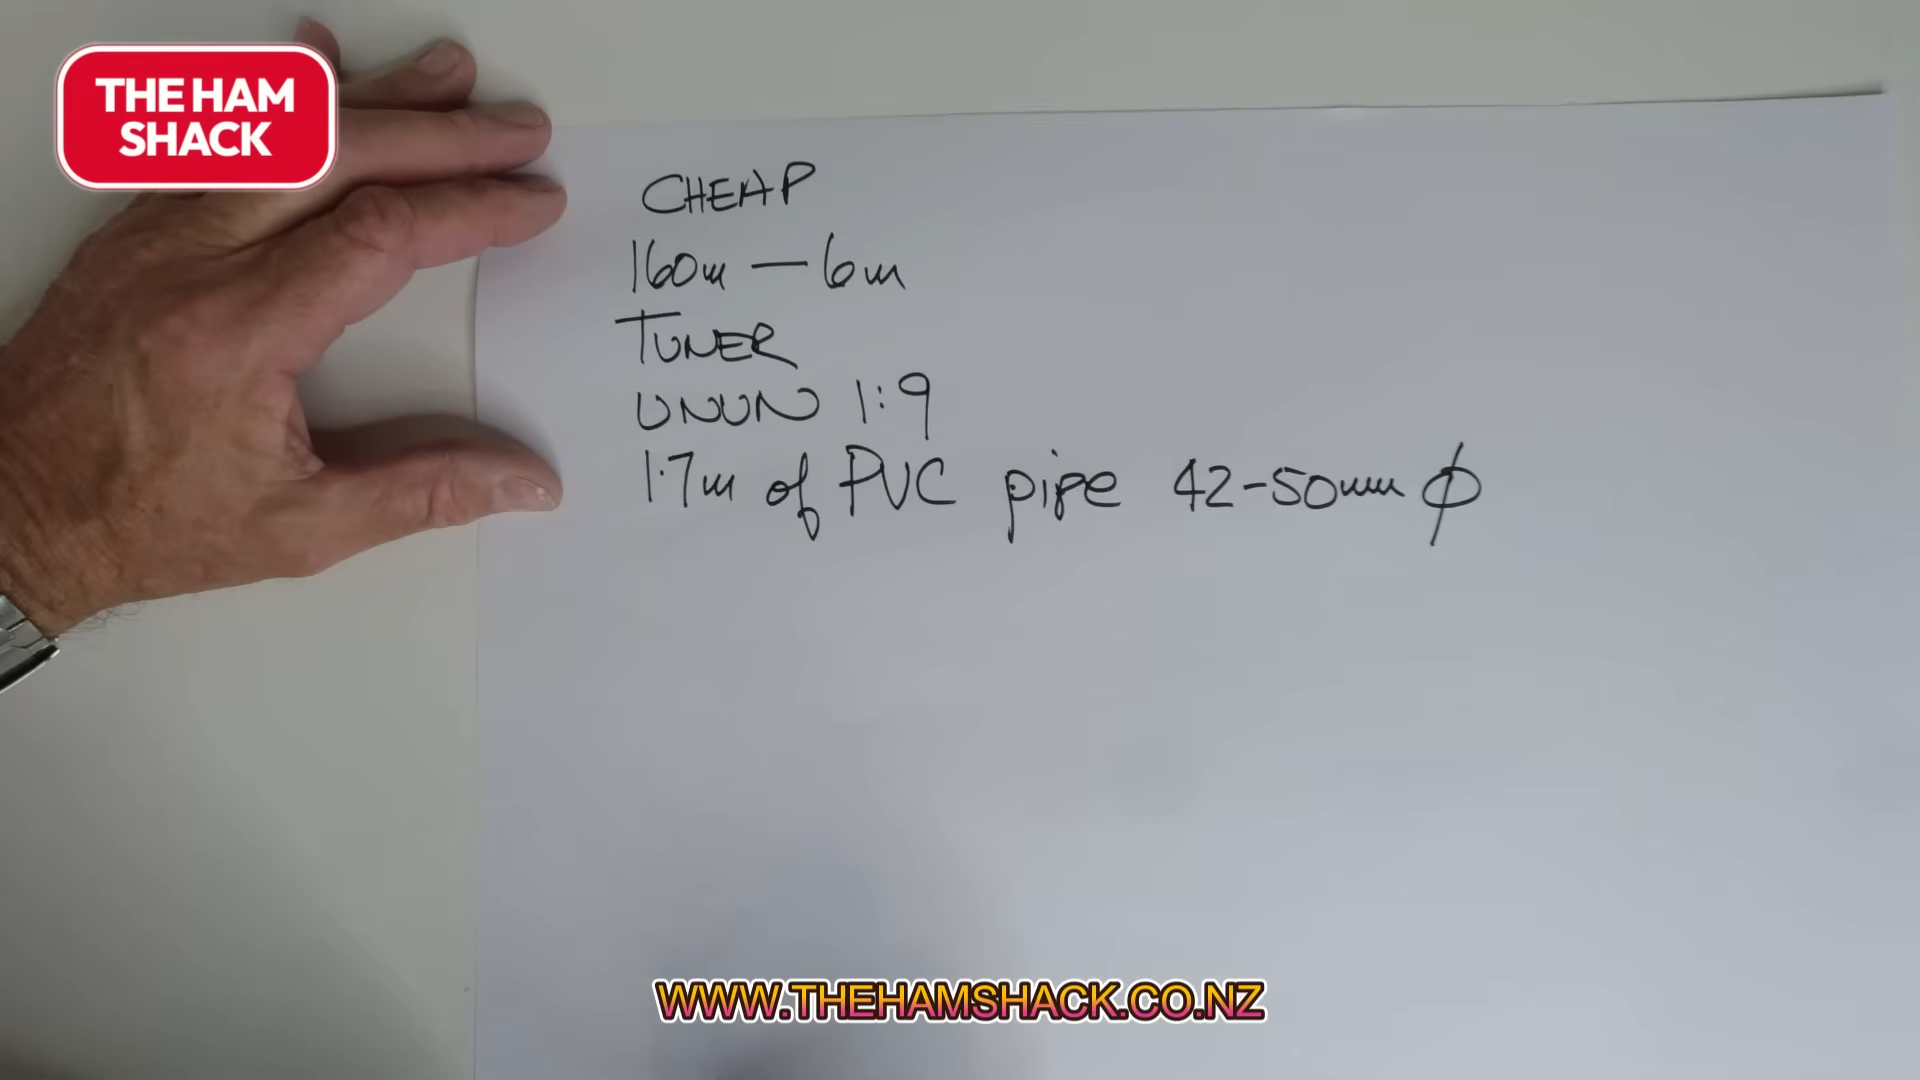 THE HAM
SHACK
CHEAP
160m — 6m
TUNER
UNUN 1:9
1.7m of PVC pipe 42-50mm ϕ
WWW.THEHAMSHACK.CO.NZ